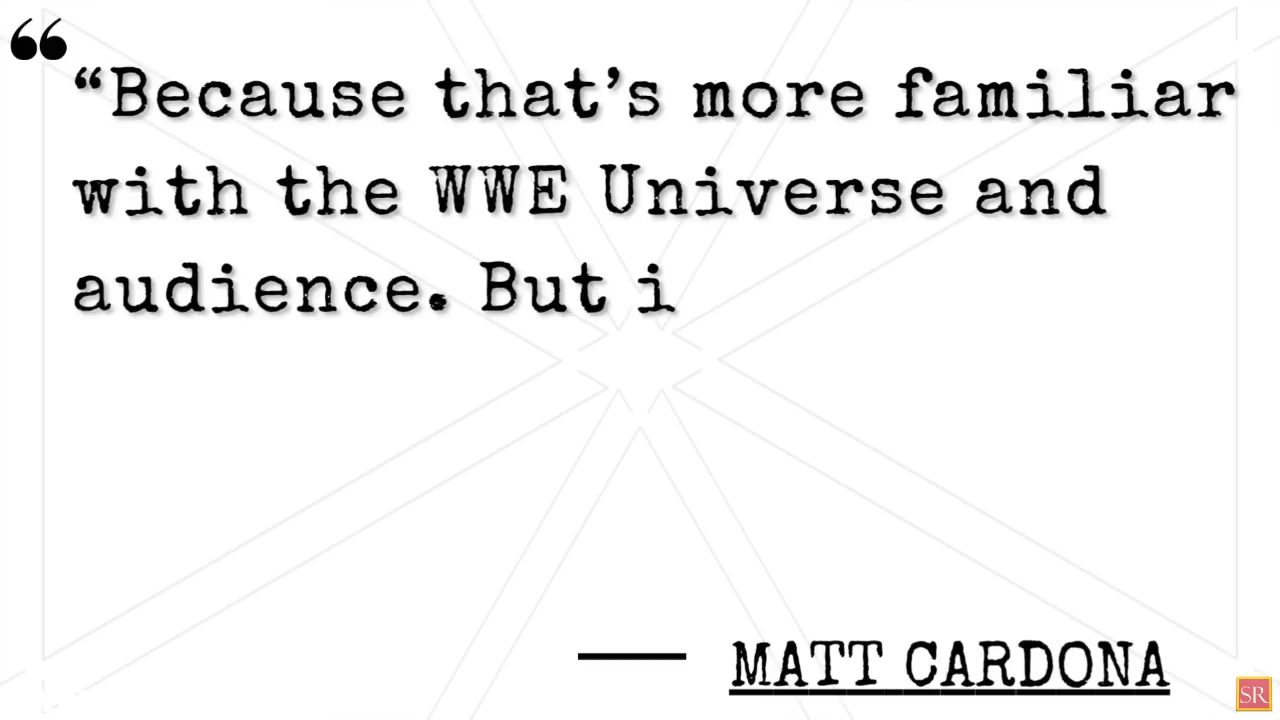 “Because that’s more familiar
with the WWE Universe and
audience. But i
MATT CARDONA
SR